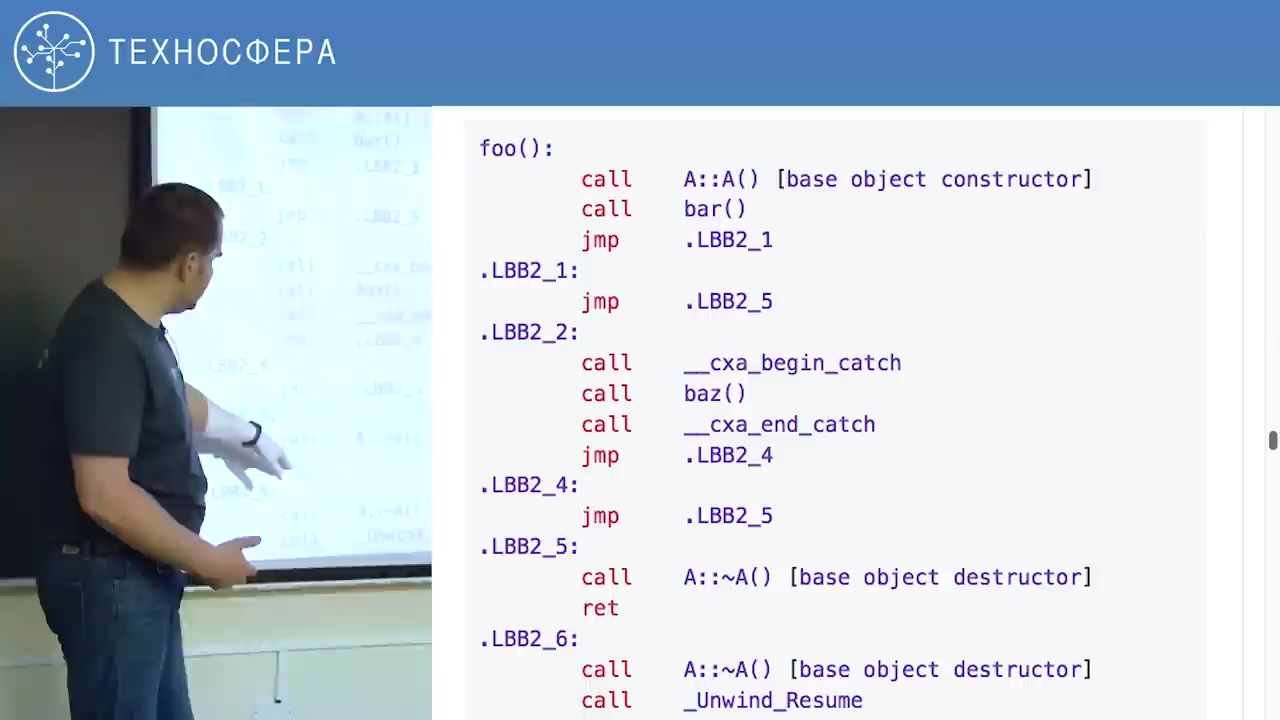 ТЕХНОСФЕРА
foo():
call A::A() [base object constructor]
call bar()
jmp .LBB2_1
.LBB2_1:
jmp .LBB2_5
.LBB2_2:
call __cxa_begin_catch
call baz()
call __cxa_end_catch
jmp .LBB2_4
.LBB2_4:
jmp .LBB2_5
.LBB2_5:
call A::~A() [base object destructor]
ret
.LBB2_6:
call A::~A() [base object destructor]
call _Unwind_Resume